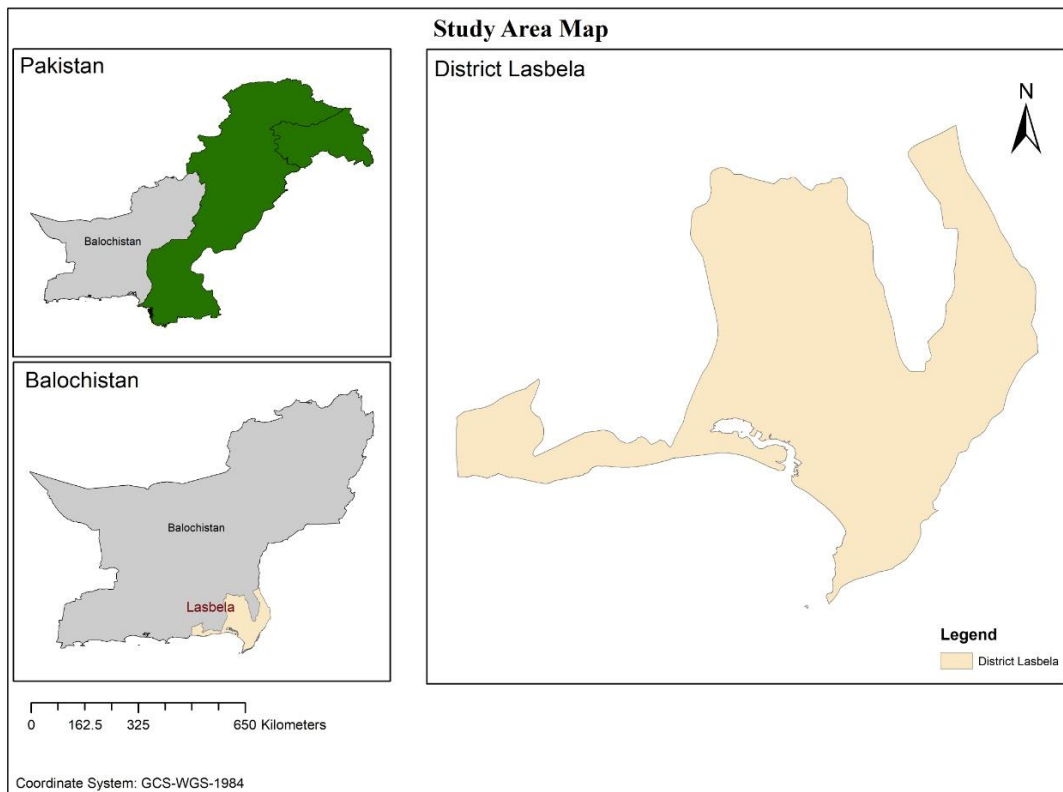 Study Area Map
Pakistan
Balochistan
District Lasbela
N
Balochistan
Balochistan
Lasbela
Legend
District Lasbela
0 162.5 325 650 Kilometers
Coordinate System: GCS-WGS-1984